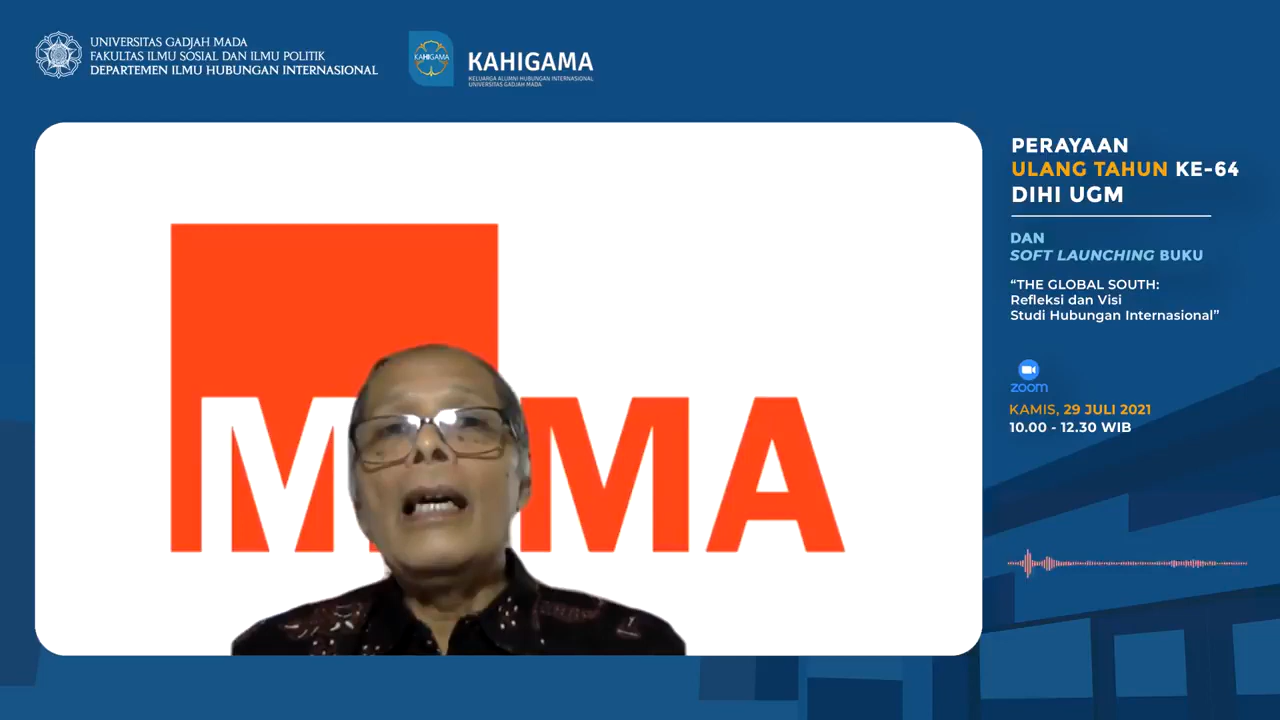 UNIVERSITAS GADJAH MADA
FAKULTAS ILMU SOSIAL DAN ILMU POLITIK
DEPARTEMEN ILMU HUBUNGAN INTERNASIONAL
KAHIGAMA
KAHIGAMA
KELUARGA ALUMNI HUBUNGAN INTERNASIONAL
UNIVERSITAS GADJAH MADA
PERAYAAN
ULANG TAHUN KE-64
DIHI UGM
DAN
SOFT LAUNCHING BUKU
“THE GLOBAL SOUTH:
Refleksi dan Visi
Studi Hubungan Internasional”
zoom
KAMIS, 29 JULI 2021
10.00 - 12.30 WIB
M MA